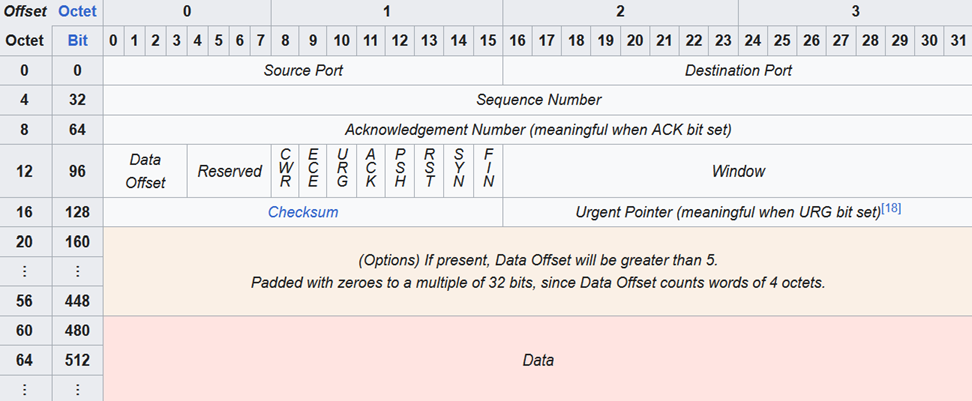 Offset Octet 0 1 2 3
Octet Bit 0 1 2 3 4 5 6 7 8 9 10 11 12 13 14 15 16 17 18 19 20 21 22 23 24 25 26 27 28 29 30 31
0 0 Source Port Destination Port
4 32 Sequence Number
8 64 Acknowledgement Number (meaningful when ACK bit set)
12 96 Data Offset Reserved CWR ECE URG ACK PSH RST SYN FIN Window
16 128 Checksum Urgent Pointer (meaningful when URG bit set)[18]
20 160
⋮ ⋮
56 448
(Options) If present, Data Offset will be greater than 5.
Padded with zeroes to a multiple of 32 bits, since Data Offset counts words of 4 octets.
60 480
64 512 Data
⋮ ⋮